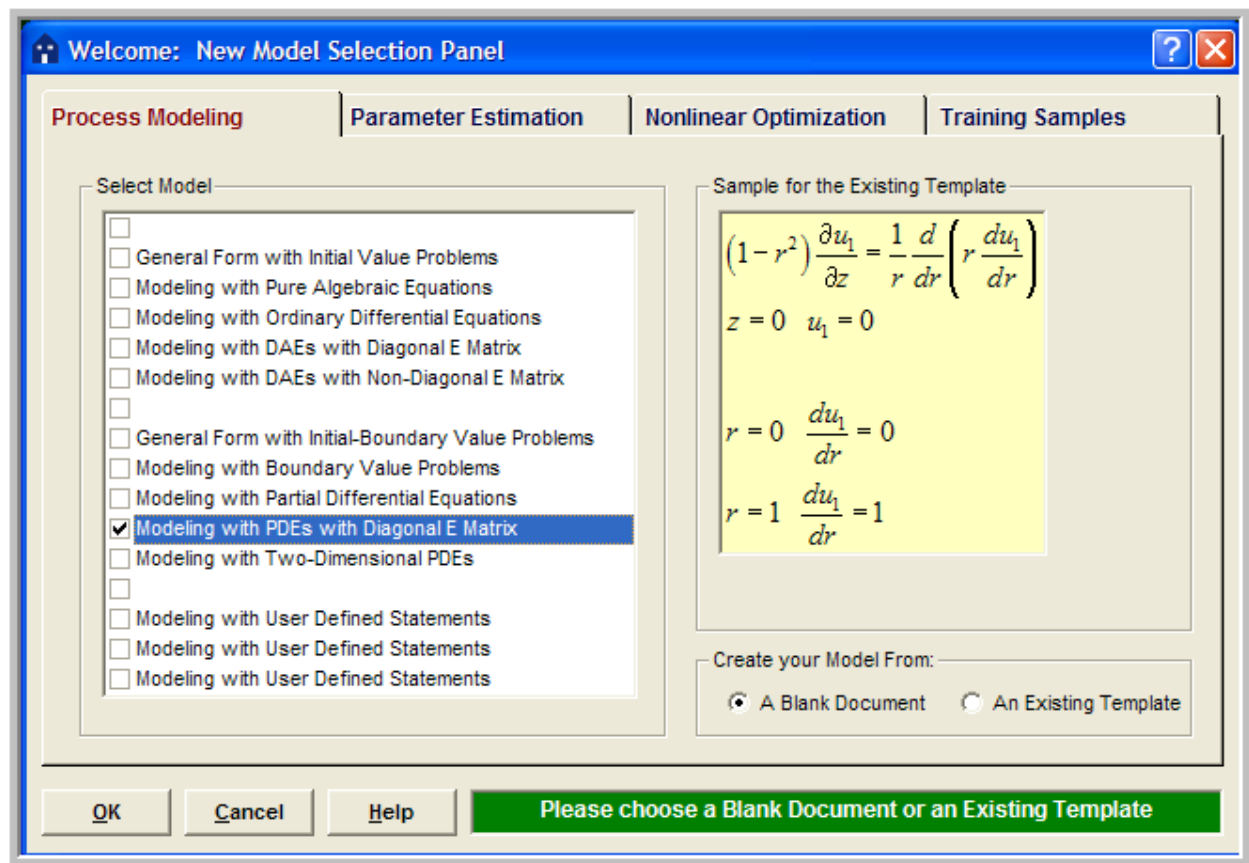 Welcome: New Model Selection Panel
Process Modeling
Parameter Estimation
Nonlinear Optimization
Training Samples
Select Model
General Form with Initial Value Problems
Modeling with Pure Algebraic Equations
Modeling with Ordinary Differential Equations
Modeling with DAEs with Diagonal E Matrix
Modeling with DAEs with Non-Diagonal E Matrix
General Form with Initial-Boundary Value Problems
Modeling with Boundary Value Problems
Modeling with Partial Differential Equations
Modeling with PDEs with Diagonal E Matrix
Modeling with Two-Dimensional PDEs
Modeling with User Defined Statements
Modeling with User Defined Statements
Modeling with User Defined Statements
Sample for the Existing Template
(1 − r²) ∂u₁/∂z = 1/r d/dr (r du₁/dr)
z = 0 u₁ = 0
r = 0 du₁/dr = 0
r = 1 du₁/dr = 1
Create your Model From:
A Blank Document An Existing Template
OK Cancel Help Please choose a Blank Document or an Existing Template